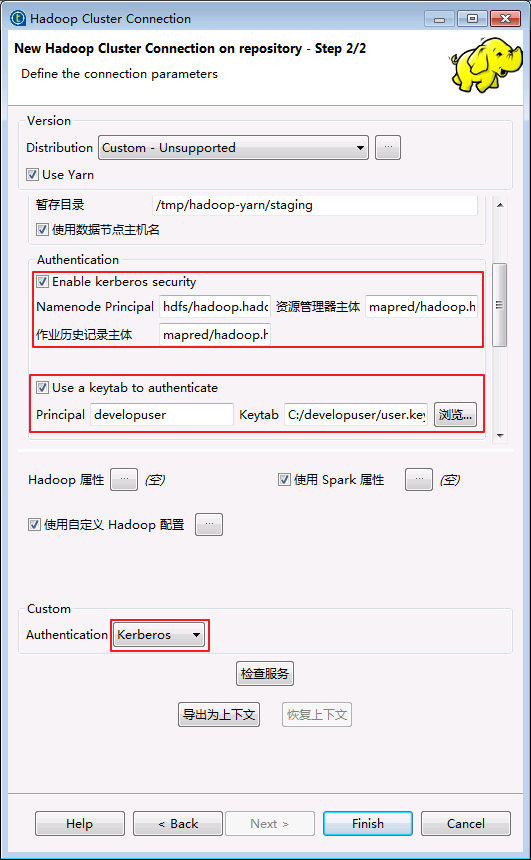 Hadoop Cluster Connection
New Hadoop Cluster Connection on repository - Step 2/2
Define the connection parameters
Version
Distribution Custom - Unsupported ...
Use Yarn
暂存目录 /tmp/hadoop-yarn/staging
使用数据节点主机名
Authentication
Enable kerberos security
Namenode Principal hdfs/hadoop.hado 资源管理器主体 mapred/hadoop.h
作业历史记录主体 mapred/hadoop.h
Use a keytab to authenticate
Principal developuser Keytab C:/developuser/user.key 浏览...
Hadoop 属性 ... (空) 使用 Spark 属性 ... (空)
使用自定义 Hadoop 配置 ...
Custom
Authentication Kerberos
检查服务
导出为上下文 恢复上下文
Help < Back Next > Finish Cancel